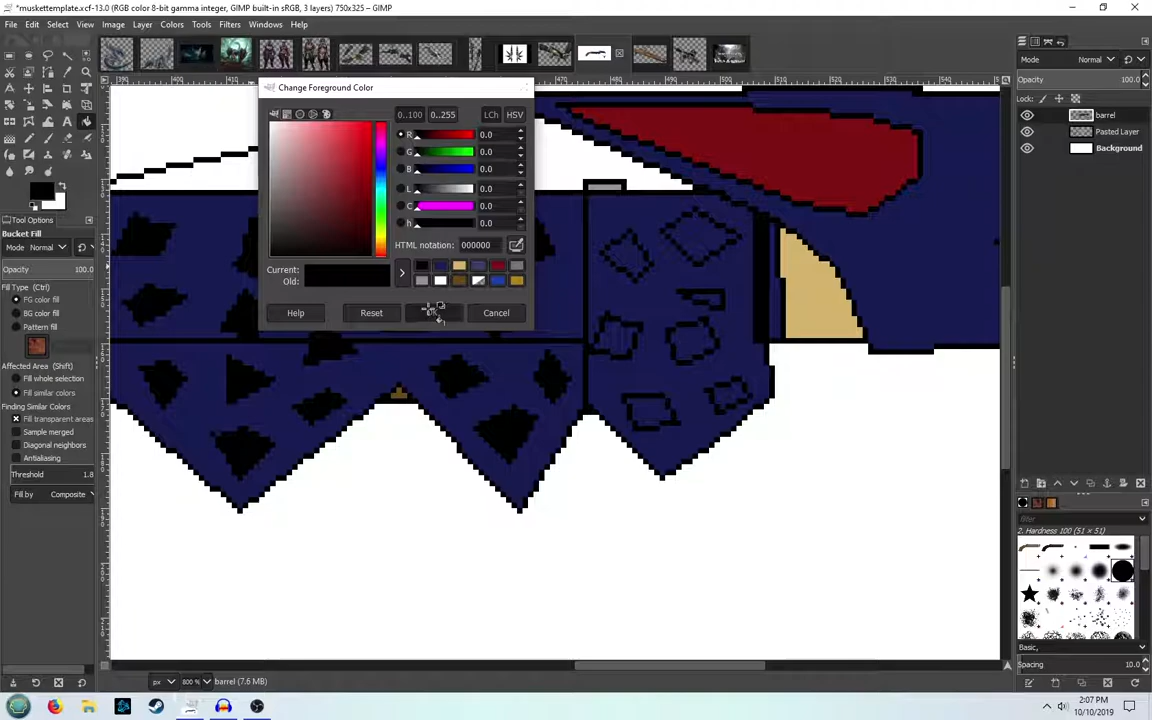 *muskettemplate.xcf-13.0 (RGB color 8-bit gamma integer, GIMP built-in sRGB, 3 layers) 750x325 – GIMP
File Edit Select View Image Layer Colors Tools Filters Windows Help
Change Foreground Color
0..100 0..255 LCh HSV
R 0.0
G 0.0
B 0.0
L 0.0
C 0.0
h 0.0
HTML notation: 000000
Current:
Old:
Help Reset Cancel
Tool Options
Bucket Fill
Mode Normal
Opacity 100.0
Fill Type (Ctrl)
FG color fill
BG color fill
Pattern fill
Affected Area (Shift)
Fill whole selection
Fill similar colors
Finding Similar Colors
Fill transparent areas
Sample merged
Diagonal neighbors
Antialiasing
Threshold 1.8
Fill by Composite
Mode Normal
Opacity 100.0
Lock:
barrel
Pasted Layer
Background
filter
2. Hardness 100 (51 × 51)
Basic,
Spacing 10.0
px 800 % barrel (7.6 MB)
2:07 PM
10/10/2019